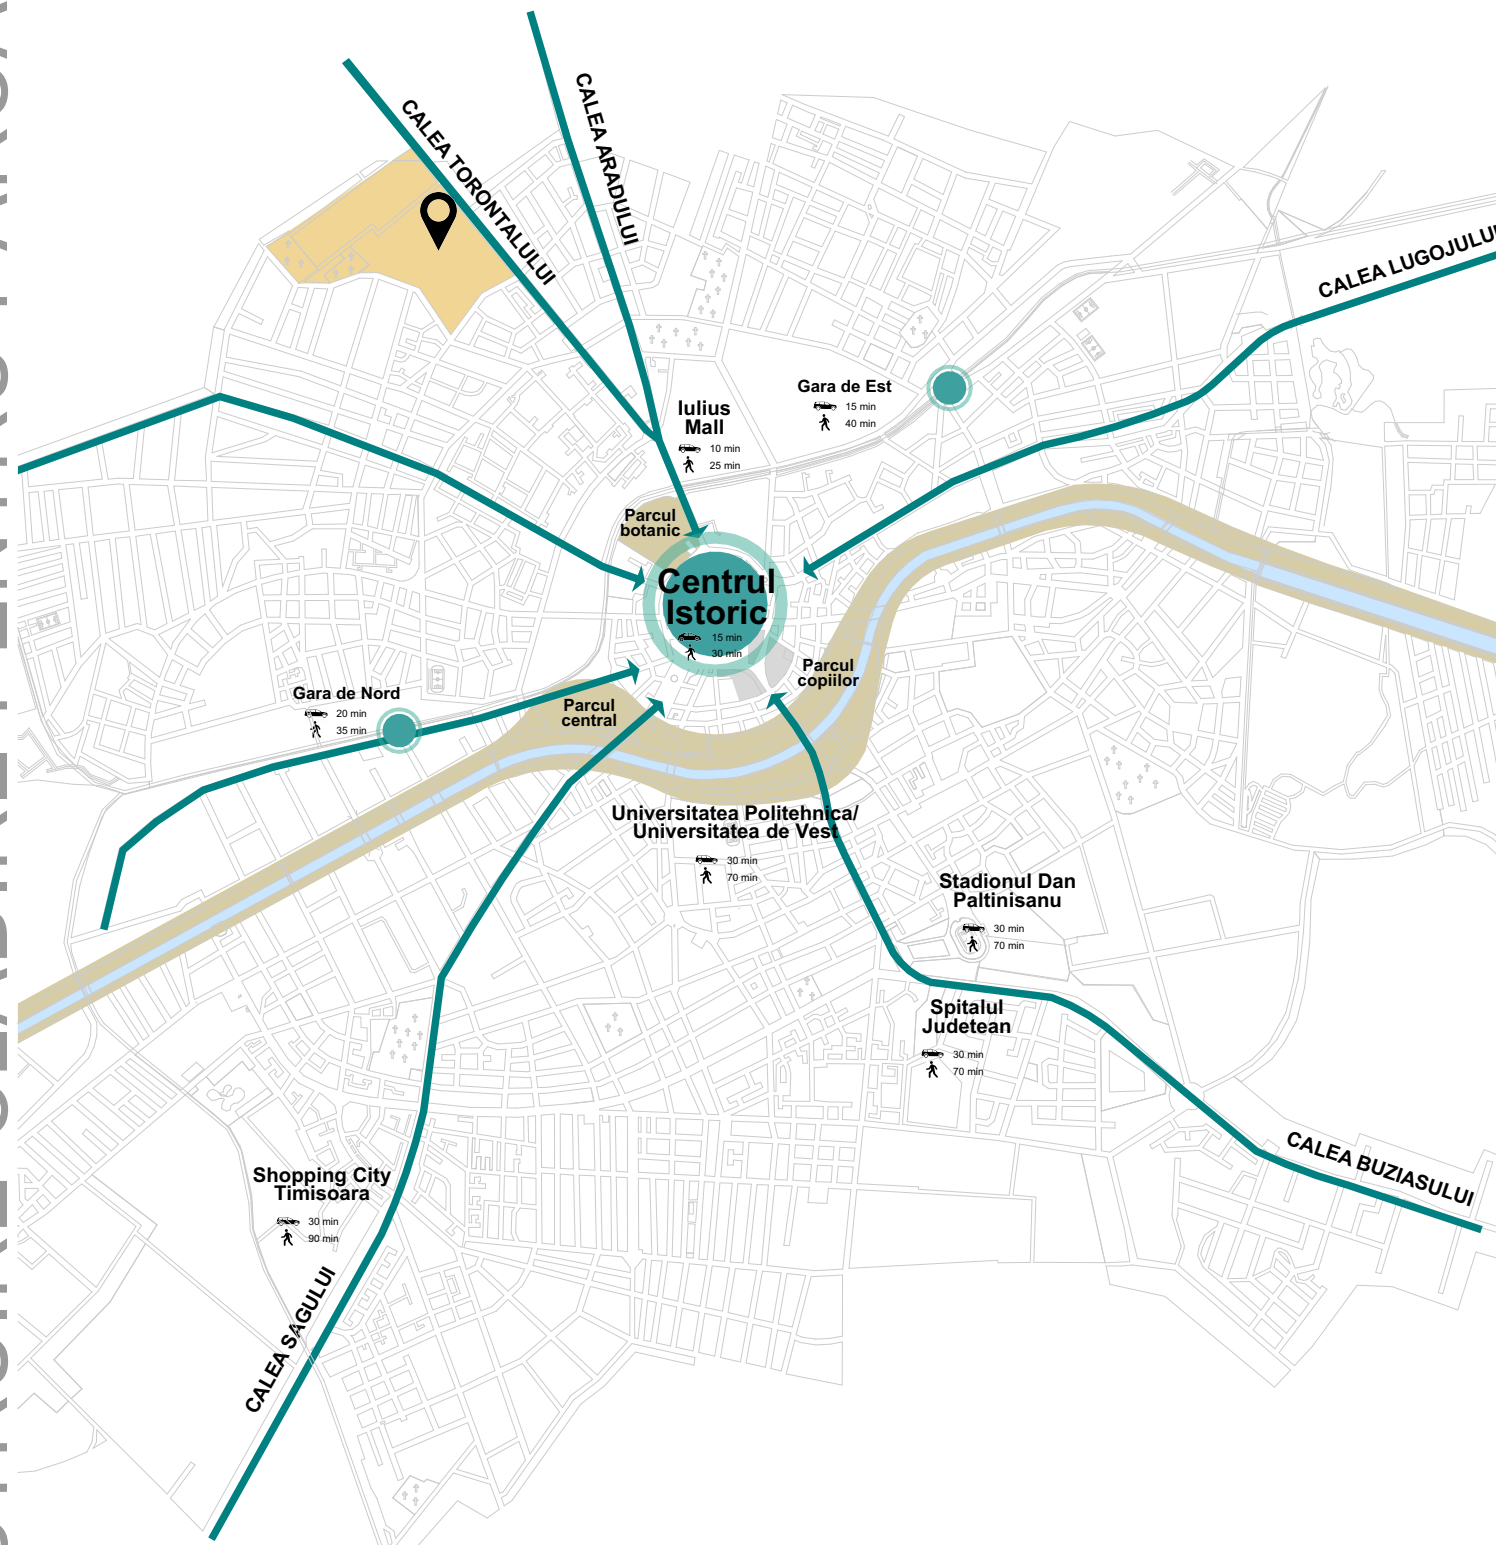 CALEA TORONTALULUI
CALEA ARADULUI
CALEA LUGOJULUI
Gara de Est
15 min
40 min
Iulius
Mall
10 min
25 min
Parcul
botanic
Centrul
Istoric
15 min
30 min
Parcul
copiilor
Gara de Nord
20 min
35 min
Parcul
central
Universitatea Politehnica/
Universitatea de Vest
30 min
70 min
Stadionul Dan
Paltinisanu
30 min
70 min
Spitalul
Judetean
30 min
70 min
CALEA BUZIASULUI
Shopping City
Timisoara
30 min
90 min
CALEA SAGULUI